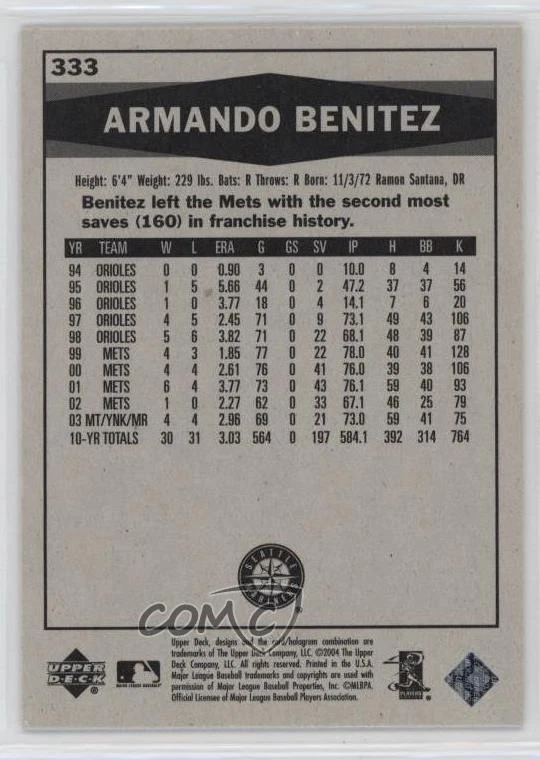 333
ARMANDO BENITEZ
Height: 6'4" Weight: 229 lbs. Bats: R Throws: R Born: 11/3/72 Ramon Santana, DR
Benitez left the Mets with the second most
saves (160) in franchise history.
YR TEAM W L ERA G GS SV IP H BB K
94 ORIOLES 0 0 0.90 3 0 0 10.0 8 4 14
95 ORIOLES 1 5 5.66 44 0 2 47.2 37 37 56
96 ORIOLES 1 0 3.77 18 0 4 14.1 7 6 20
97 ORIOLES 4 5 2.45 71 0 9 73.1 49 43 106
98 ORIOLES 5 6 3.82 71 0 22 68.1 48 39 87
99 METS 4 3 1.85 77 0 22 78.0 40 41 128
00 METS 4 4 2.61 76 0 41 76.0 39 38 106
01 METS 6 4 3.77 73 0 43 76.1 59 40 93
02 METS 1 0 2.27 62 0 33 67.1 46 25 79
03 MT/YNK/MR 4 4 2.96 69 0 21 73.0 59 41 75
10-YR TOTALS 30 31 3.03 564 0 197 584.1 392 314 764
SEATTLE
MARINERS
®
COMC
Upper Deck, designs and the card/hologram combination are
trademarks of The Upper Deck Company, LLC. ©2004 The Upper
Deck Company, LLC. All rights reserved. Printed in the U.S.A.
Major League Baseball trademarks and copyrights are used with
permission of Major League Baseball Properties, Inc. ©MLBPA.
Official Licensee of Major League Baseball Players Association.
UPPER
DECK
®
MAJOR LEAGUE BASEBALL
PLAYERS